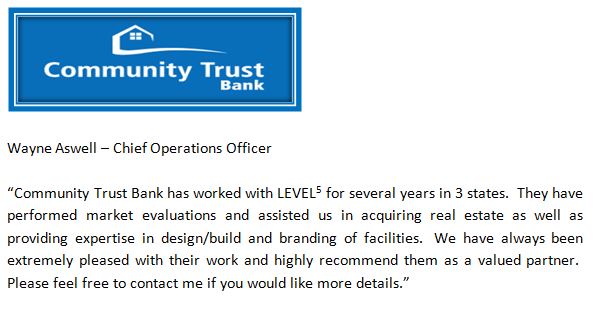 Community Trust
Bank
Wayne Aswell – Chief Operations Officer
“Community Trust Bank has worked with LEVEL⁵ for several years in 3 states.  They have
performed market evaluations and assisted us in acquiring real estate as well as
providing expertise in design/build and branding of facilities.  We have always been
extremely pleased with their work and highly recommend them as a valued partner.
Please feel free to contact me if you would like more details.”